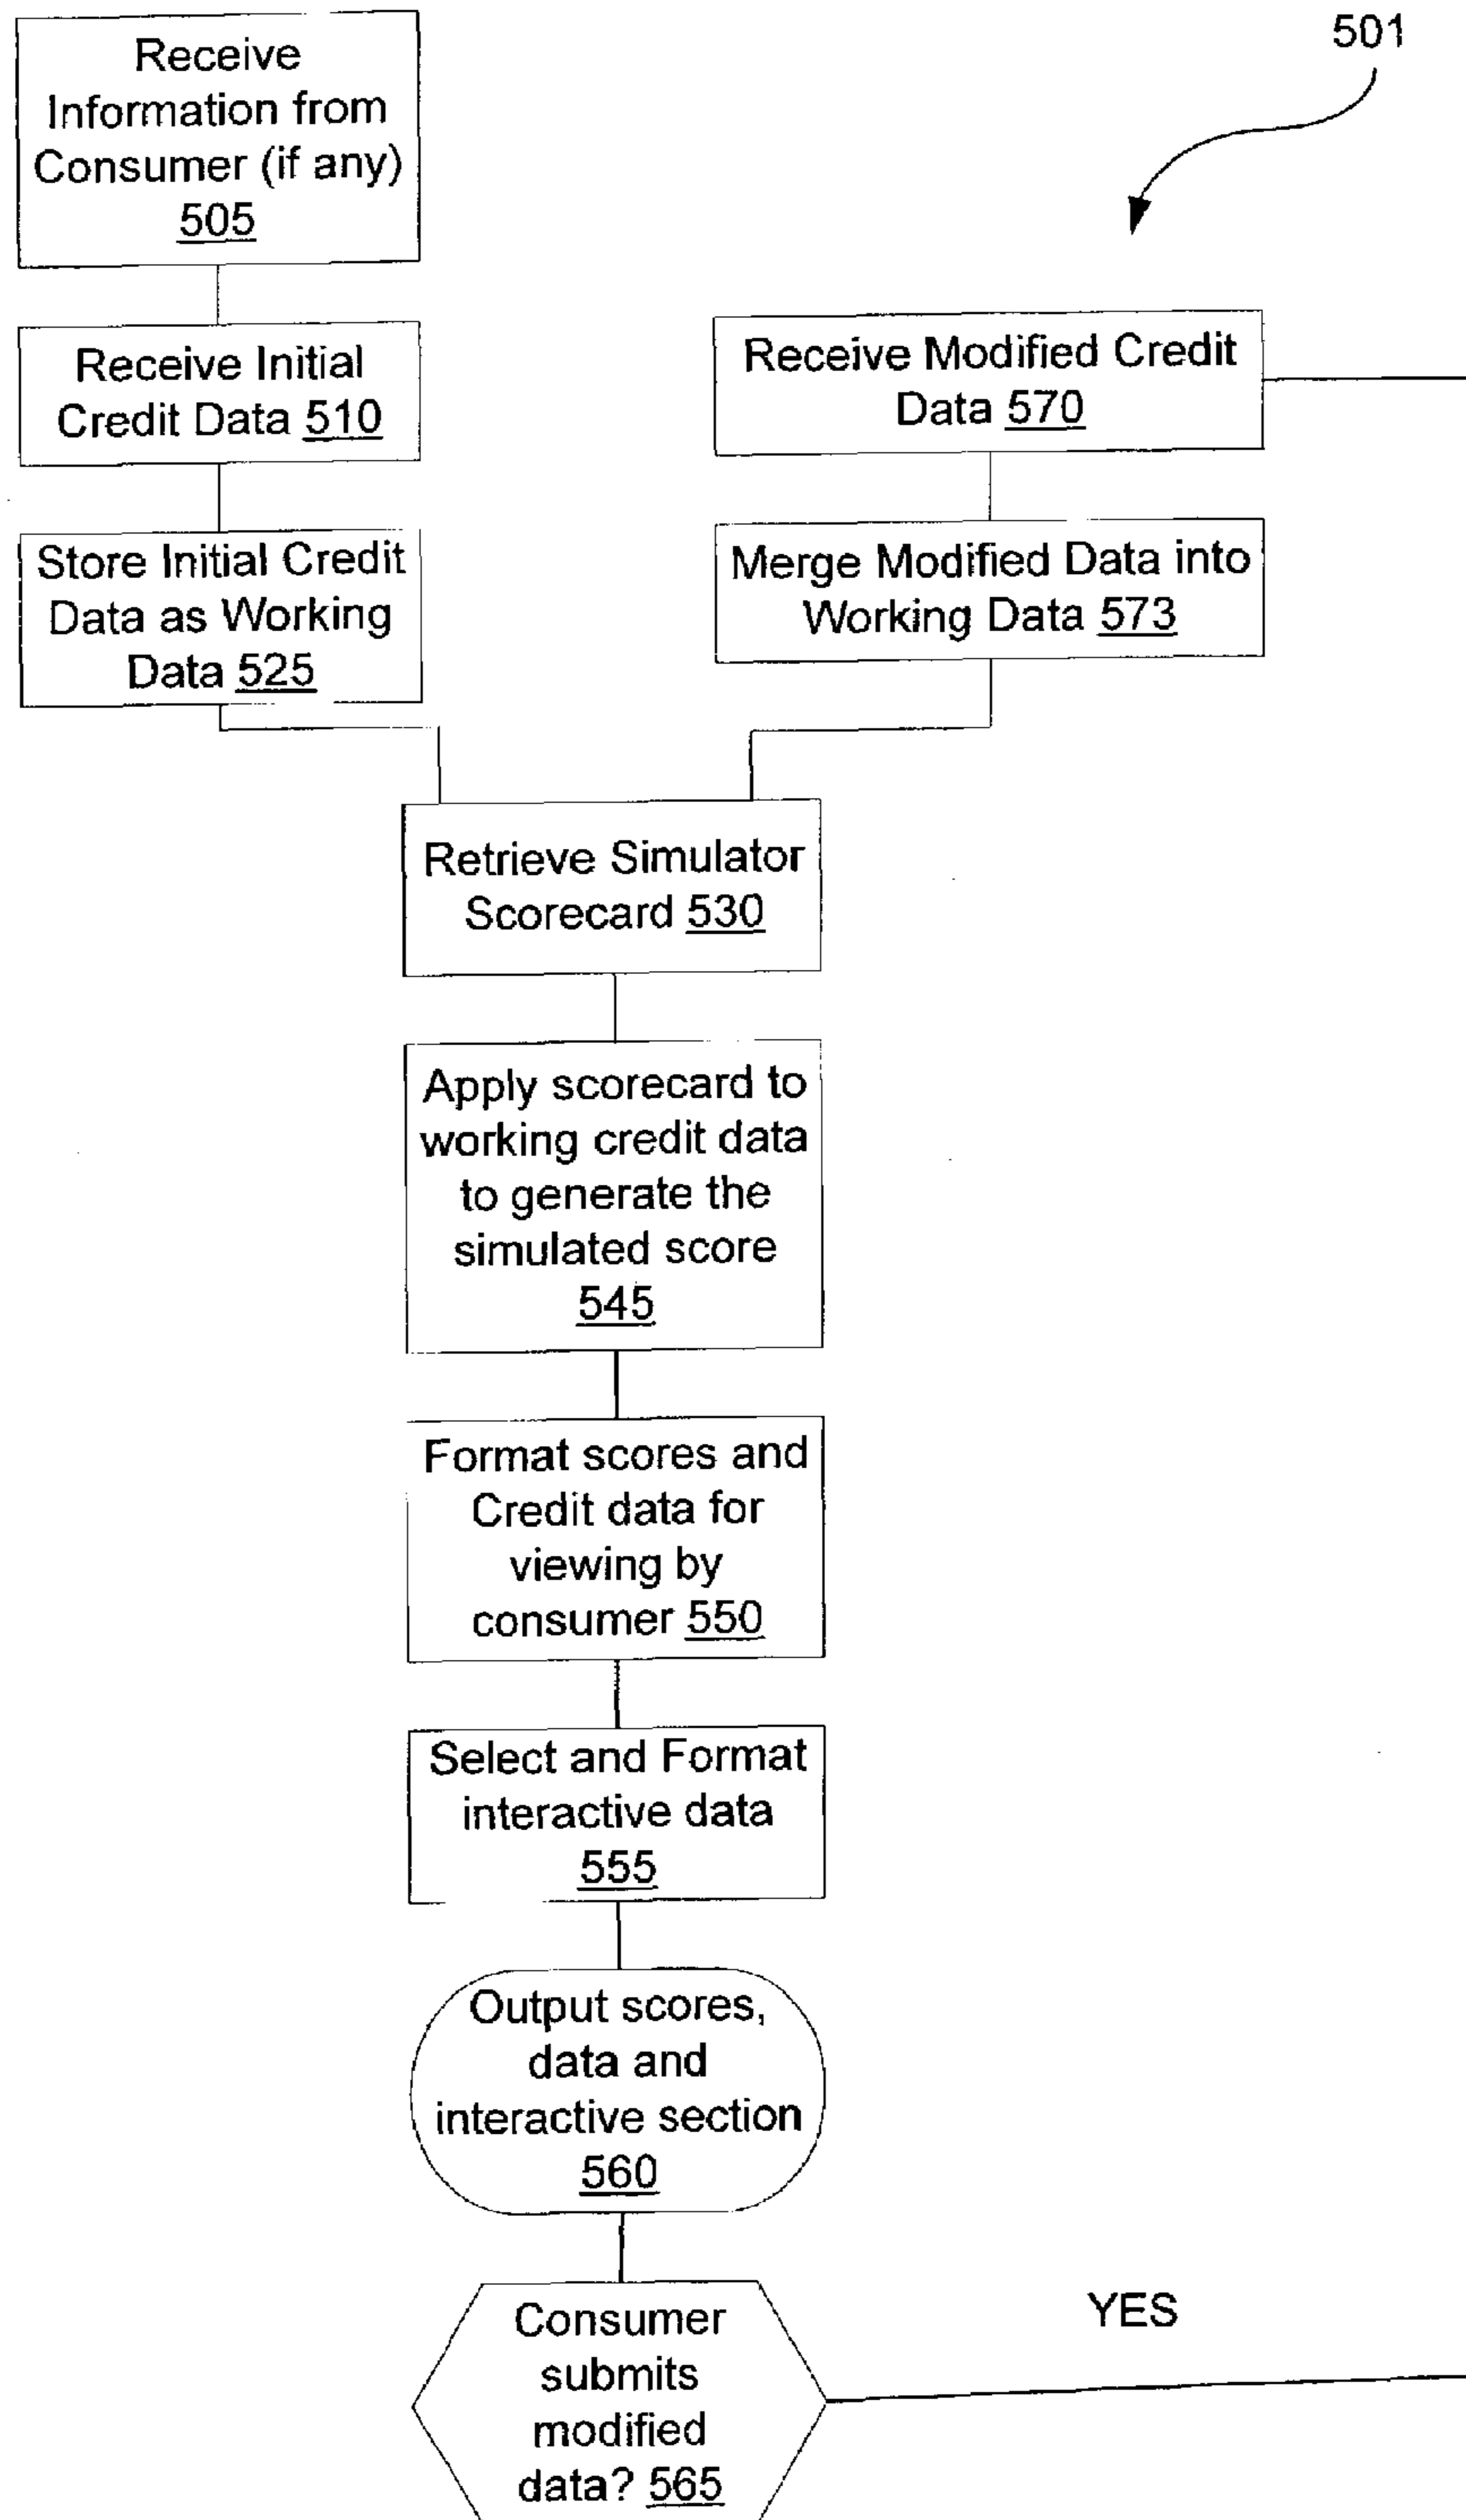 501
Receive
Information from
Consumer (if any)
505
Receive Initial
Credit Data 510
Store Initial Credit
Data as Working
Data 525
Receive Modified Credit
Data 570
Merge Modified Data into
Working Data 573
Retrieve Simulator
Scorecard 530
Apply scorecard to
working credit data
to generate the
simulated score
545
Format scores and
Credit data for
viewing by
consumer 550
Select and Format
interactive data
555
Output scores,
data and
interactive section
560
Consumer
submits
modified
data? 565
YES